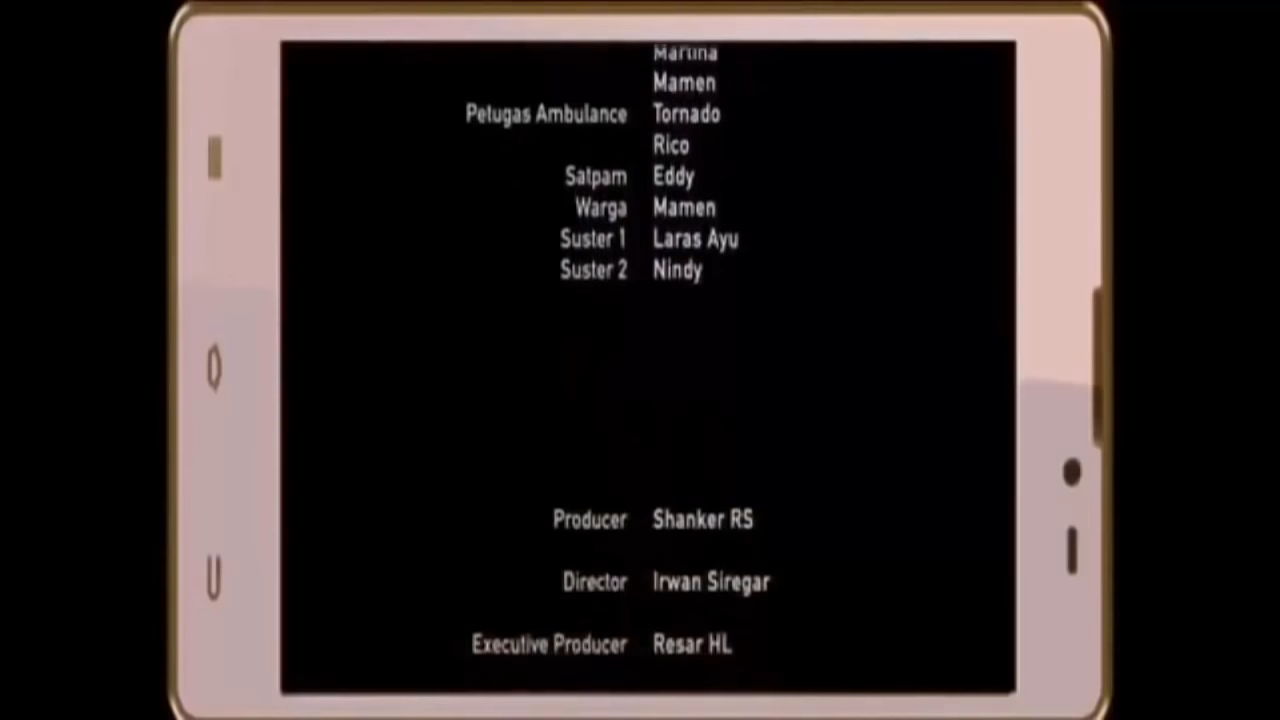 Martina
Mamen
Petugas Ambulance Tornado
Rico
Satpam Eddy
Warga Mamen
Suster 1 Laras Ayu
Suster 2 Nindy
Producer Shanker RS
Director Irwan Siregar
Executive Producer Resar HL